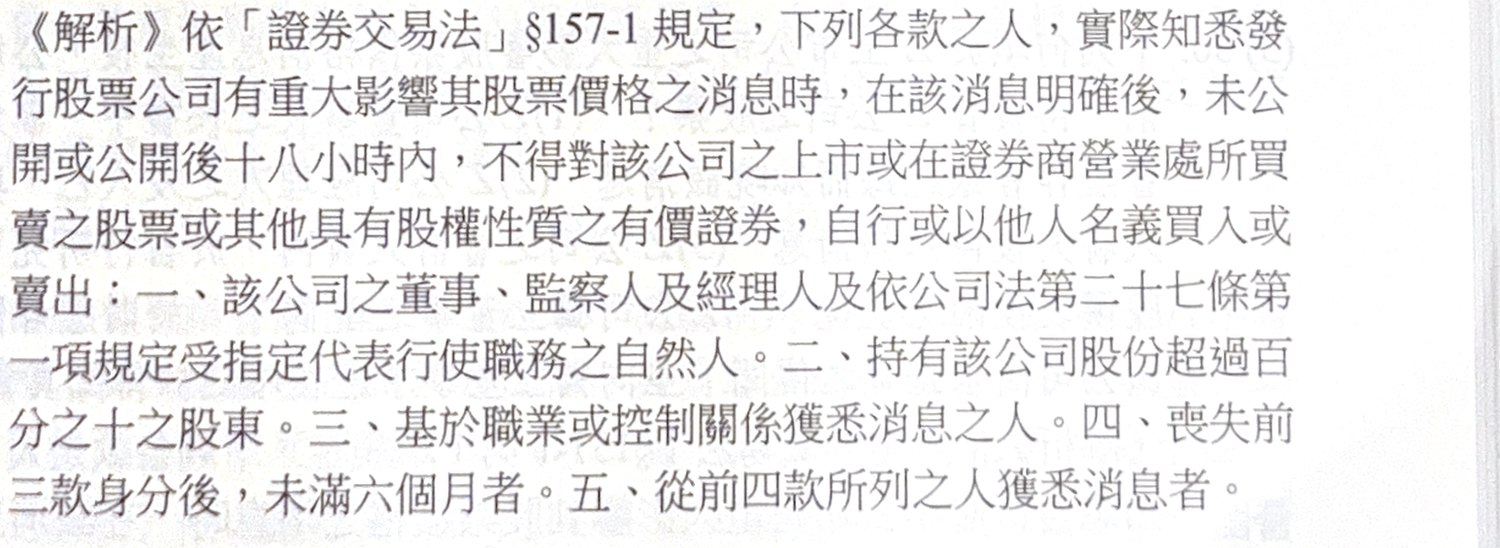 《解析》依「證券交易法」§157-1 規定，下列各款之人，實際知悉發
行股票公司有重大影響其股票價格之消息時，在該消息明確後，未公
開或公開後十八小時內，不得對該公司之上市或在證券商營業處所買
賣之股票或其他具有股權性質之有價證券，自行或以他人名義買入或
賣出：一、該公司之董事、監察人及經理人及依公司法第二十七條第
一項規定受指定代表行使職務之自然人。二、持有該公司股份超過百
分之十之股東。三、基於職業或控制關係獲悉消息之人。四、喪失前
三款身分後，未滿六個月者。五、從前四款所列之人獲悉消息者。